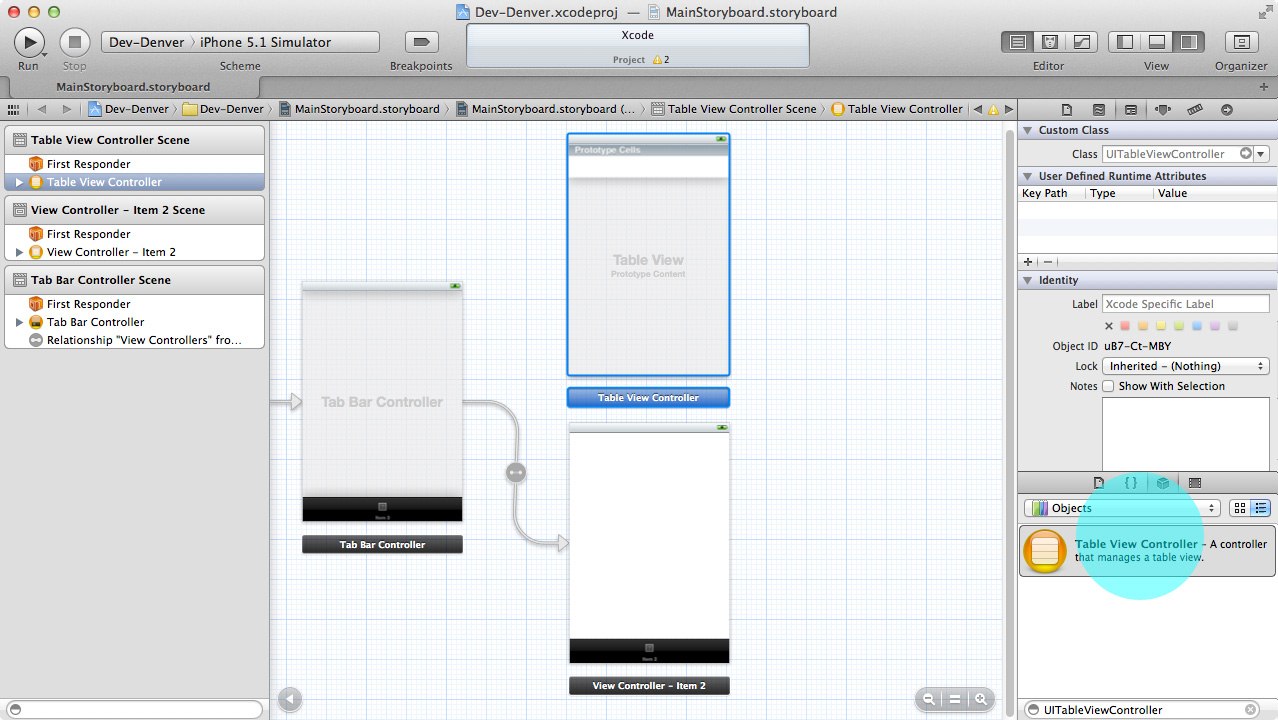 Dev-Denver.xcodeproj — MainStoryboard.storyboard
Run
Stop
Dev-Denver 〉 iPhone 5.1 Simulator
Scheme
Breakpoints
Xcode
Project 2
Editor
View
Organizer
MainStoryboard.storyboard
Dev-Denver 〉 Dev-Denver 〉 MainStoryboard.storyboard 〉 MainStoryboard.storyboard (... 〉 Table View Controller Scene 〉 Table View Controller
Table View Controller Scene
First Responder
Table View Controller
View Controller – Item 2 Scene
First Responder
View Controller – Item 2
Tab Bar Controller Scene
First Responder
Tab Bar Controller
Relationship "View Controllers" fro...
Prototype Cells
Table View
Prototype Content
Table View Controller
Tab Bar Controller
Item 2
Tab Bar Controller
Item 2
View Controller – Item 2
Custom Class
Class UITableViewController
User Defined Runtime Attributes
Key Path Type Value
Identity
Label Xcode Specific Label
Object ID uB7-Ct-MBY
Lock Inherited – (Nothing)
Notes Show With Selection
Objects
Table View Controller – A controller
that manages a table view.
UITableViewController